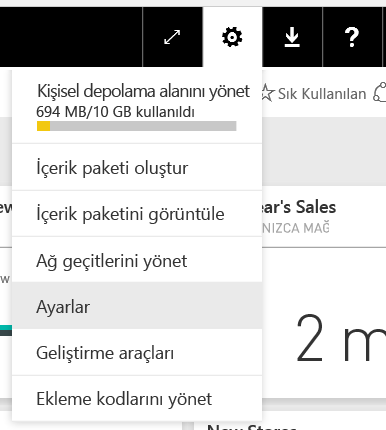 ?
Kişisel depolama alanını yönet
694 MB/10 GB kullanıldı
Sık Kullanılan
İçerik paketi oluştur
İçerik paketini görüntüle
ear's Sales
NIZCA MAĞ
Ağ geçitlerini yönet
Ayarlar
2 m
Geliştirme araçları
Ekleme kodlarını yönet
New Stores